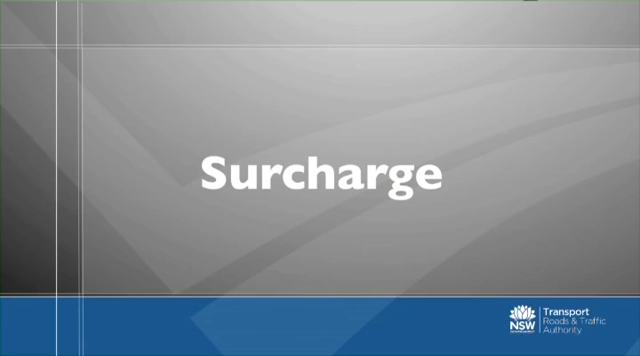 Surcharge
NSW
Transport
Roads & Traffic
Authority